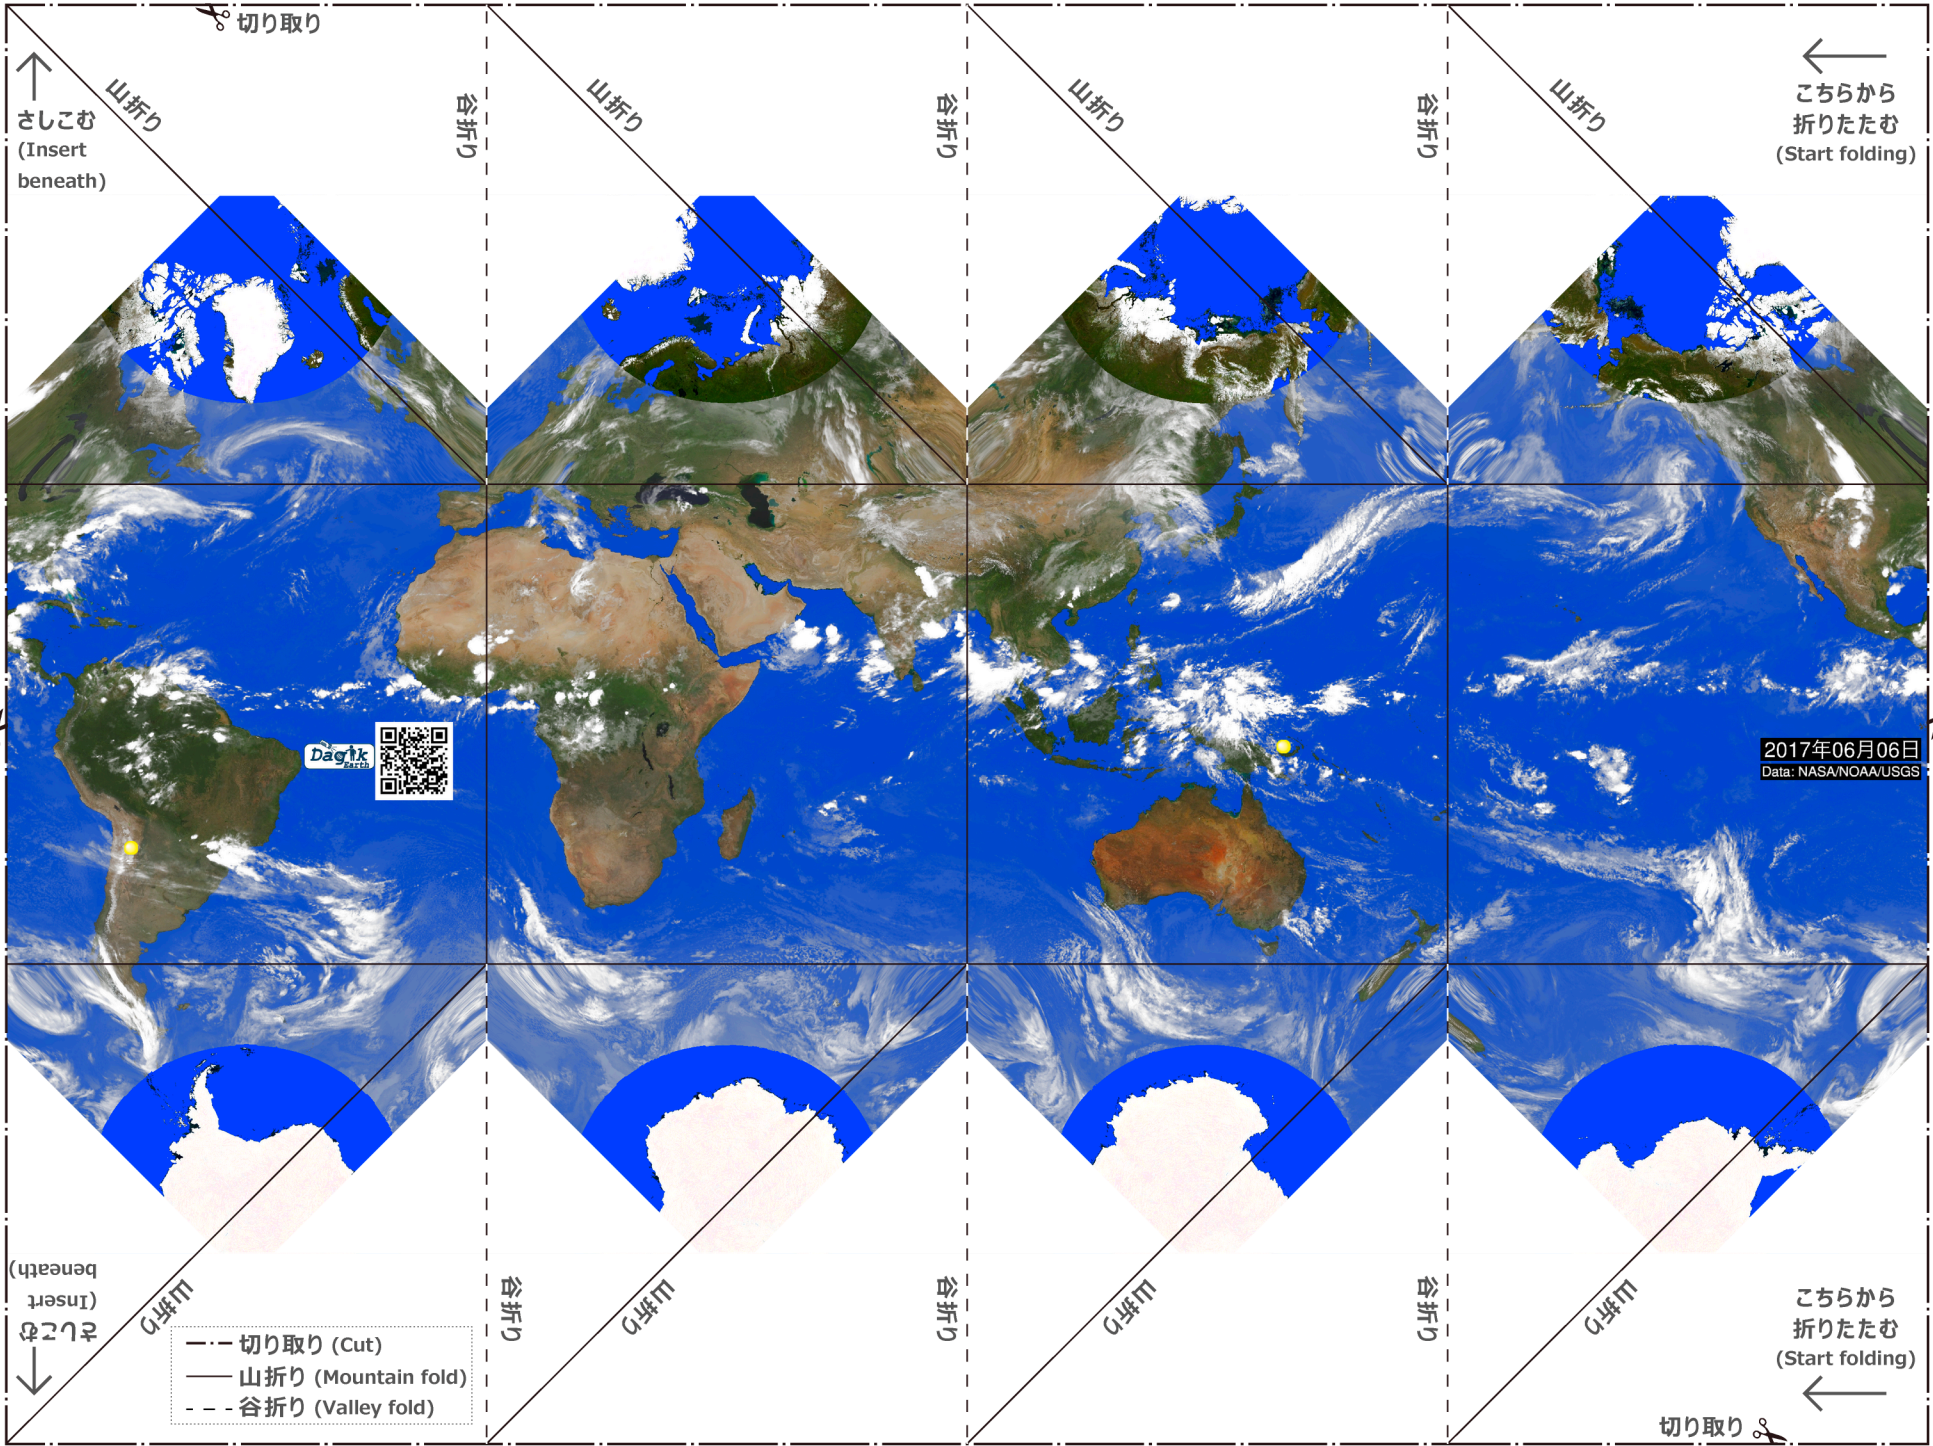 切り取り
さしこむ
(Insert
beneath)
山折り
谷折り
山折り
谷折り
山折り
谷折り
山折り
こちらから
折りたたむ
(Start folding)
Dagik
Earth
2017年06月06日
Data: NASA/NOAA/USGS
さしこむ
(Insert
beneath)
山折り
谷折り
山折り
谷折り
山折り
谷折り
山折り
切り取り (Cut)
山折り (Mountain fold)
谷折り (Valley fold)
こちらから
折りたたむ
(Start folding)
切り取り